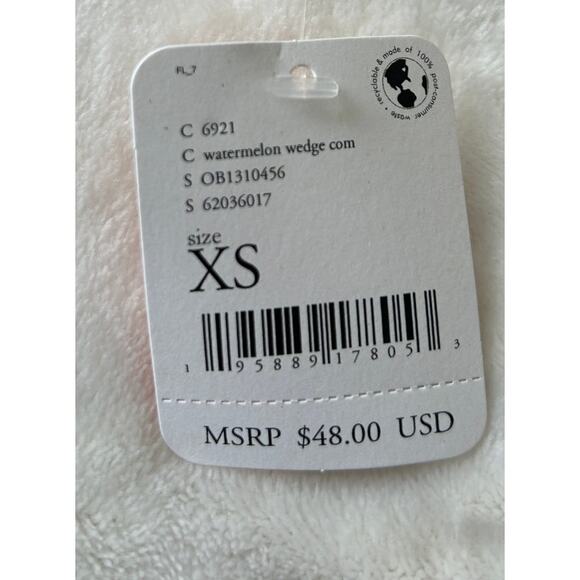 FL_7
recyclable & made of 100% post-consumer waste •
C 6921
C watermelon wedge com
S OB1310456
S 62036017
size
XS
1 95889 17805 3
MSRP $48.00 USD